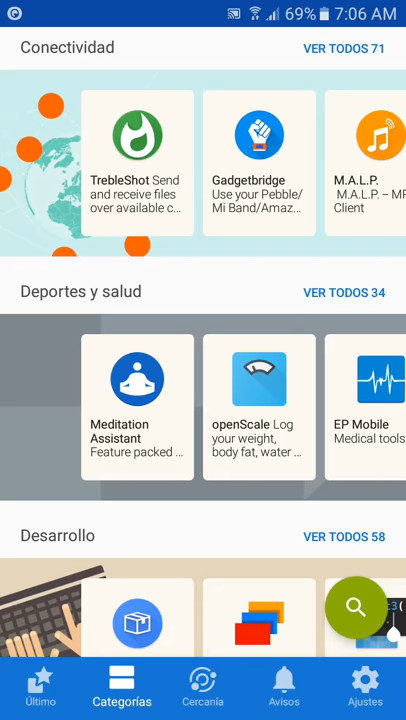 69% 7:06 AM
Conectividad VER TODOS 71
TrebleShot Send
and receive files
over available c...
Gadgetbridge
Use your Pebble/
Mi Band/Amaz...
M.A.L.P.
M.A.L.P. – MP
Client
Deportes y salud VER TODOS 34
Meditation
Assistant
Feature packed ...
openScale Log
your weight,
body fat, water ...
EP Mobile
Medical tools
Desarrollo VER TODOS 58
Último
Categorías
Cercanía
Avisos
Ajustes